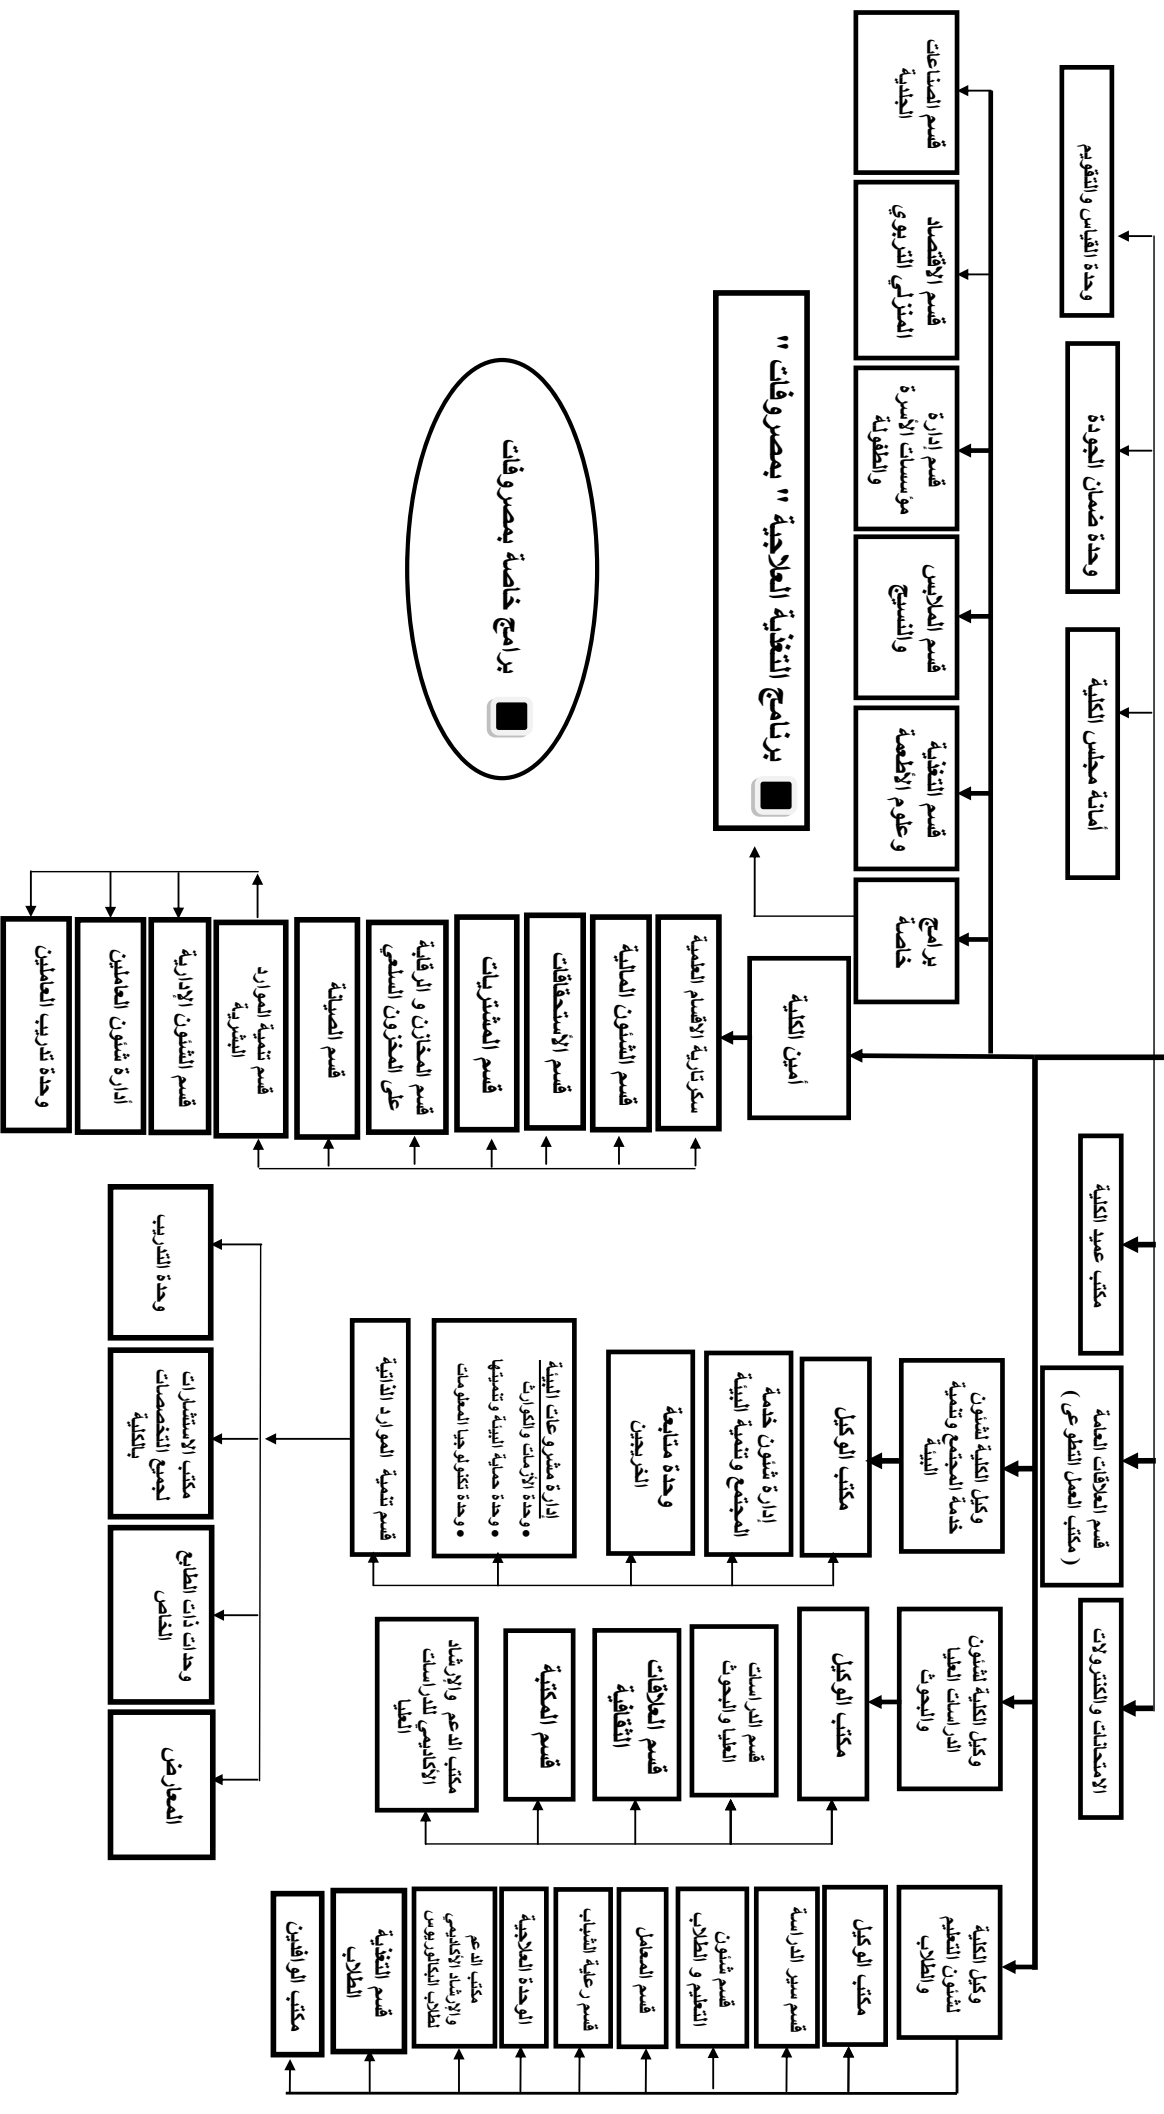 الامتحانات والكنترولات
قسم العلاقات العامة
( مكتب العمل التطوعى )
مكتب عميد الكلية
أمانة مجلس الكلية
وحدة ضمان الجودة
وحدة القياس والتقويم
وكيل الكلية
لشئون التعليم
والطلاب
مكتب الوكيل
قسم سير الدراسة
قسم شئون
التعليم و الطلاب
قسم المعامل
قسم رعاية الشباب
الوحدة العلاجية
مكتب الدعم
والإرشاد الأكاديمي
لطلاب البكالوريوس
قسم التغذية
الطلاب
مكتب الوافدين
وكيل الكلية لشئون
الدراسات العليا
والبحوث
مكتب الوكيل
قسم الدراسات
العليا والبحوث
قسم العلاقات
الثقافية
قسم المكتبة
مكتب الدعم والإرشاد
الأكاديمي للدراسات
العليا
وكيل الكلية لشئون
خدمة المجتمع وتنمية
البيئة
مكتب الوكيل
إدارة شئون خدمة
المجتمع وتنمية البيئة
وحدة متابعة
الخريجين
إدارة مشروعات البيئة
• وحدة الأزمات والكوارث
• وحدة حماية البيئة وتنميتها
• وحدة تكنولوجيا المعلومات
قسم تنمية الموارد الذاتية
المعارض
وحدات ذات الطابع
الخاص
مكتب الاستشارات
لجميع التخصصات
بالكلية
وحدة التدريب
أمين الكلية
سكرتارية الاقسام العلمية
قسم الشئون المالية
قسم الأستحقاقات
قسم المشتريات
قسم المخازن و الرقابة
على المخزون السلعي
قسم الصيانة
قسم تنمية الموارد
البشرية
قسم الشئون الإدارية
أدارة شئون العاملين
وحدة تدريب العاملين
برامج
خاصة
قسم التغذية
وعلوم الأطعمة
قسم الملابس
والنسيج
قسم إدارة
مؤسسات الأسرة
والطفولة
قسم الاقتصاد
المنزلي التربوي
قسم الصناعات
الجلدية
برنامج التغذية العلاجية " بمصروفات "
برامج خاصة بمصروفات